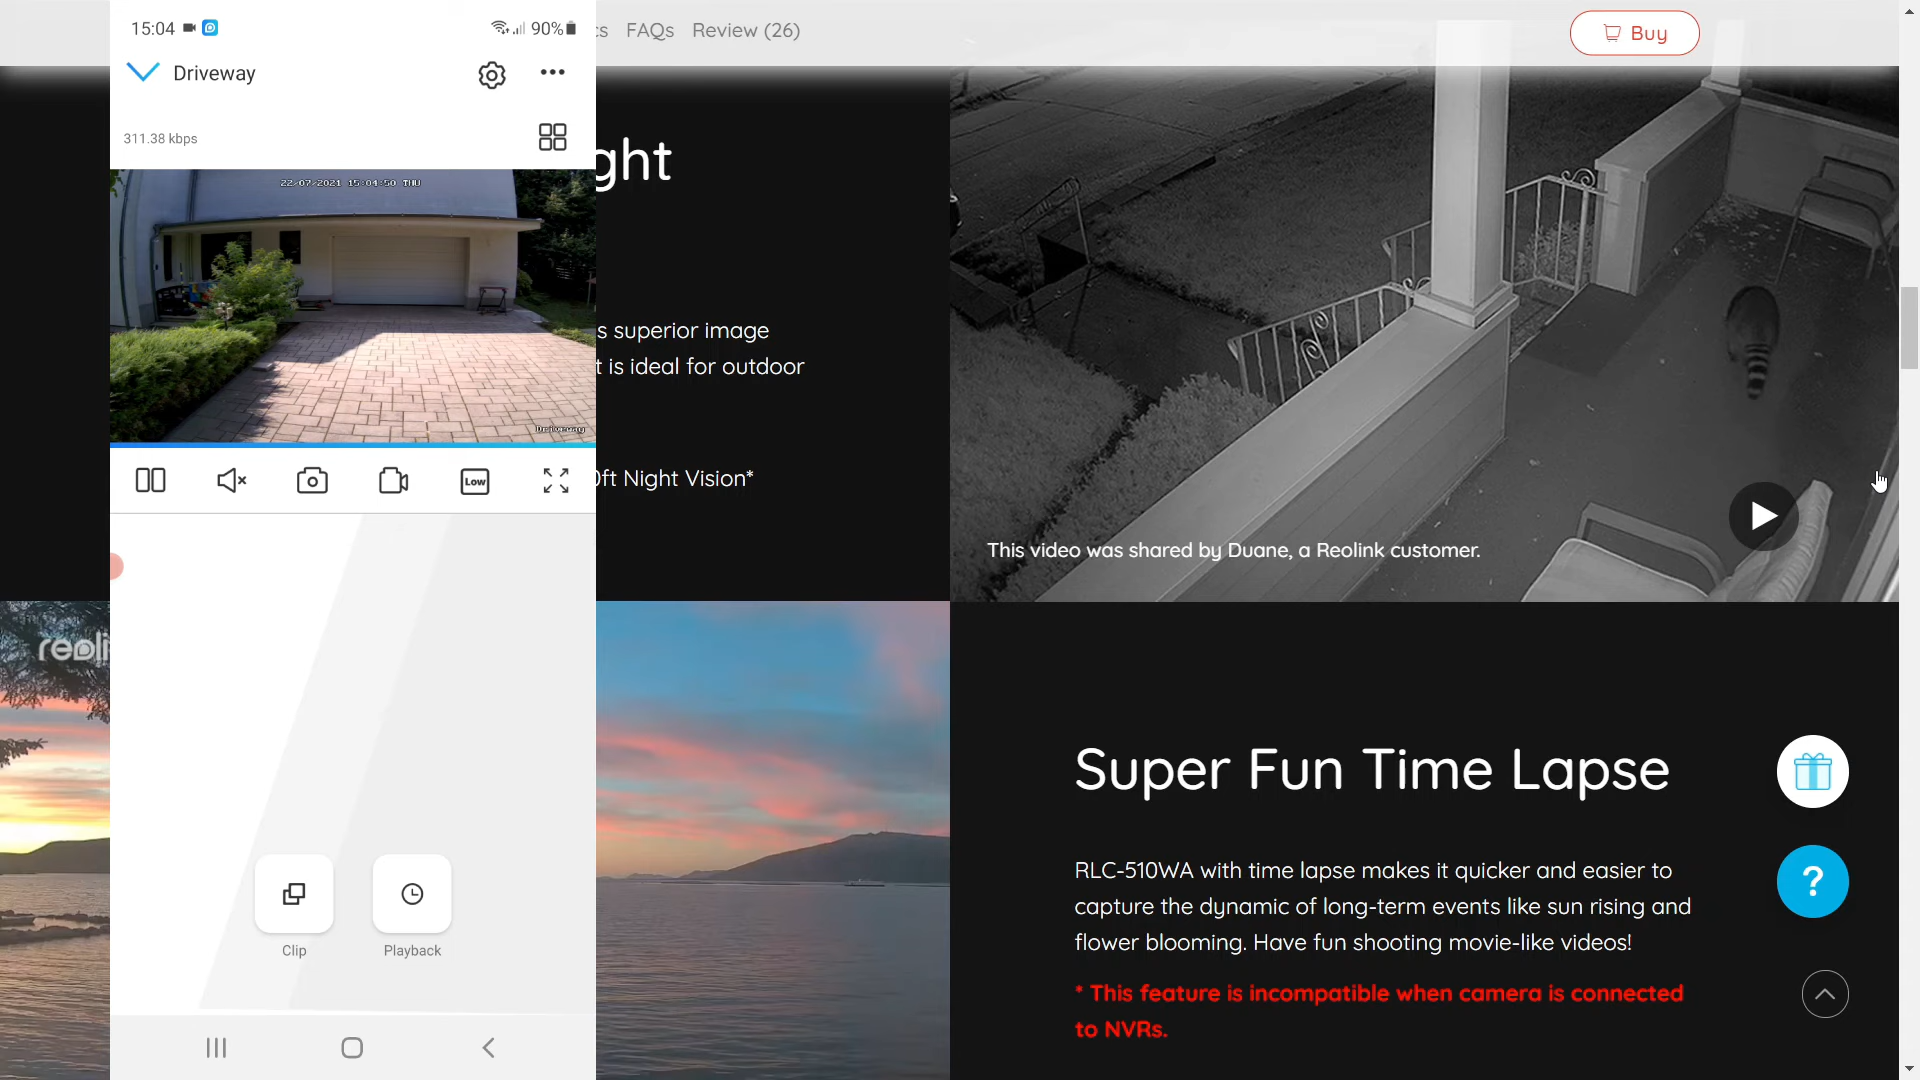 15:04
90%
Driveway
311.38 kbps
22/07/2021 15:04:50 THU
Driveway
Low
Clip
Playback
cs FAQs Review (26)
Buy
ght
s superior image
t is ideal for outdoor
0ft Night Vision*
This video was shared by Duane, a Reolink customer.
reoli
Super Fun Time Lapse
RLC-510WA with time lapse makes it quicker and easier to
capture the dynamic of long-term events like sun rising and
flower blooming. Have fun shooting movie-like videos!
* This feature is incompatible when camera is connected
to NVRs.
?